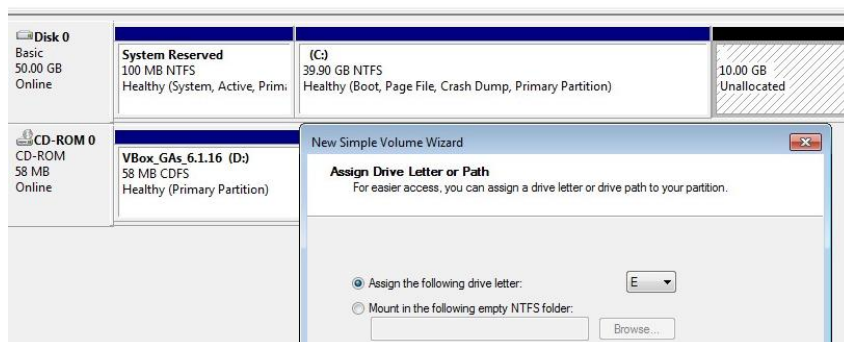 Disk 0
Basic
50.00 GB
Online
System Reserved
100 MB NTFS
Healthy (System, Active, Prima
(C:)
39.90 GB NTFS
Healthy (Boot, Page File, Crash Dump, Primary Partition)
10.00 GB
Unallocated
CD-ROM 0
CD-ROM
58 MB
Online
VBox_GAs_6.1.16 (D:)
58 MB CDFS
Healthy (Primary Partition)
New Simple Volume Wizard
Assign Drive Letter or Path
For easier access, you can assign a drive letter or drive path to your partition.
Assign the following drive letter: E
Mount in the following empty NTFS folder:
Browse...